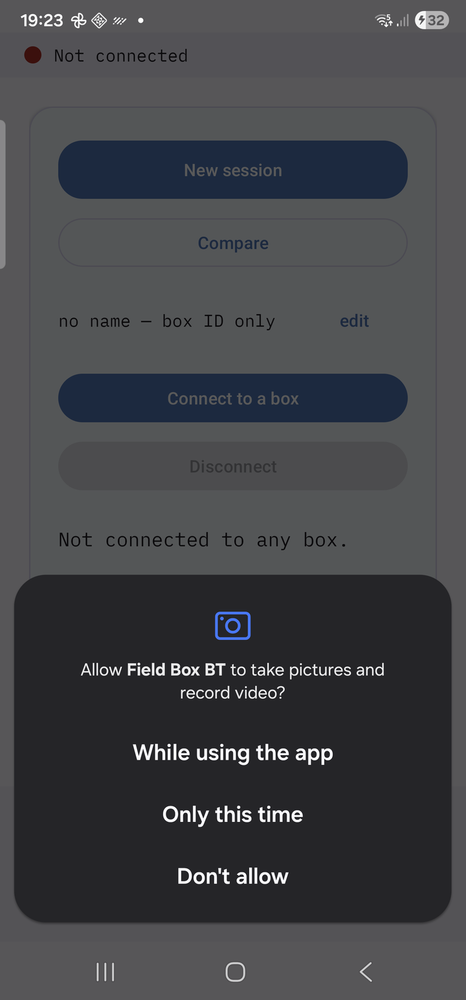 19:23
5
32
Not connected
New session
Compare
no name — box ID only
edit
Connect to a box
Disconnect
Not connected to any box.
Allow Field Box BT to take pictures and
record video?
While using the app
Only this time
Don't allow